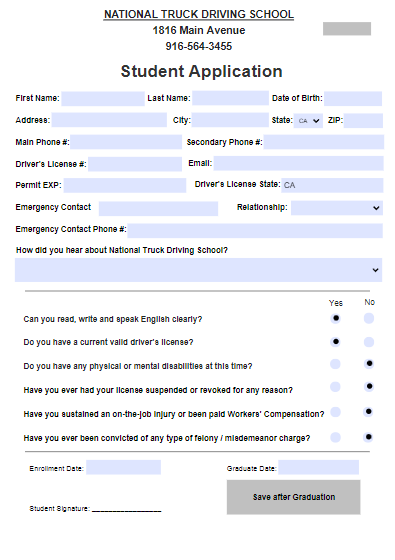 NATIONAL TRUCK DRIVING SCHOOL
1816 Main Avenue
916-564-3455
Student Application
First Name: Last Name: Date of Birth:
Address: City: State: CA ZIP:
Main Phone #: Secondary Phone #:
Driver's License #: Email:
Permit EXP: Driver's License State: CA
Emergency Contact Relationship:
Emergency Contact Phone #:
How did you hear about National Truck Driving School?
Yes No
Can you read, write and speak English clearly?
Do you have a current valid driver's license?
Do you have any physical or mental disabilities at this time?
Have you ever had your license suspended or revoked for any reason?
Have you sustained an on-the-job injury or been paid Workers' Compensation?
Have you ever been convicted of any type of felony / misdemeanor charge?
Enrollment Date: Graduate Date:
Save after Graduation
Student Signature: ________________